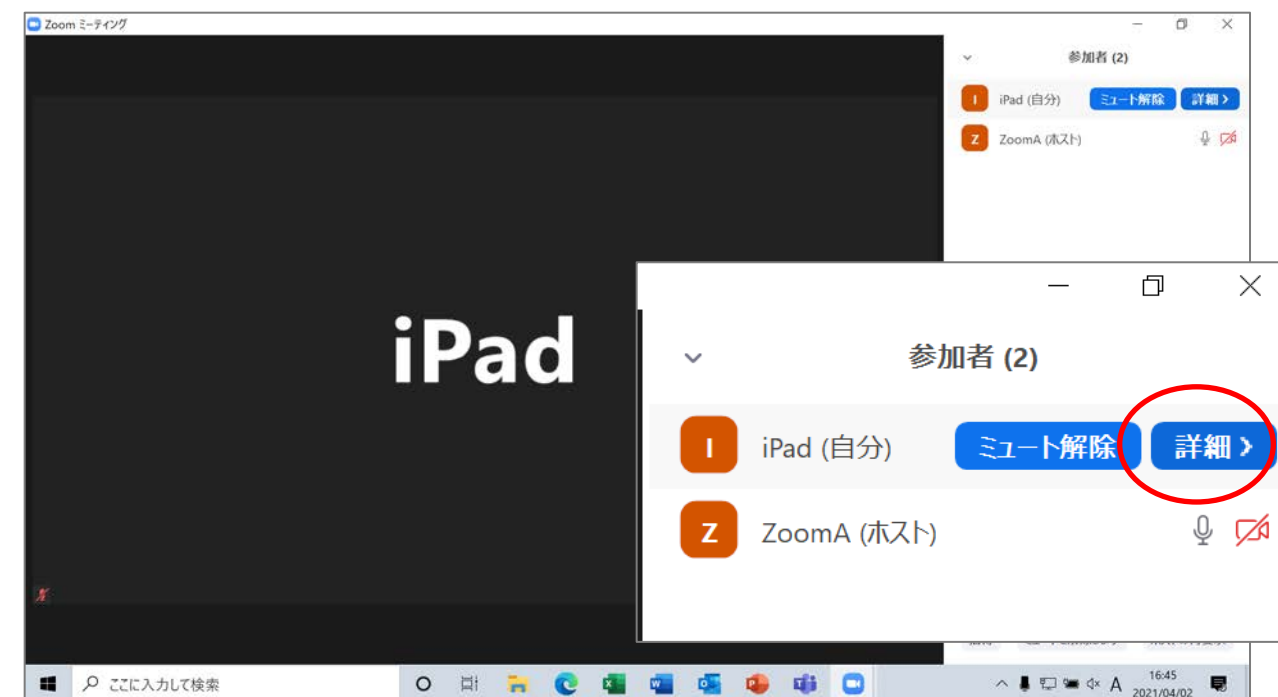 Zoom ミーティング
参加者 (2)
I iPad (自分) ミュート解除 詳細 >
Z ZoomA (ホスト)
iPad
参加者 (2)
I iPad (自分) ミュート解除 詳細 >
Z ZoomA (ホスト)
ここに入力して検索
A
16:45
2021/04/02